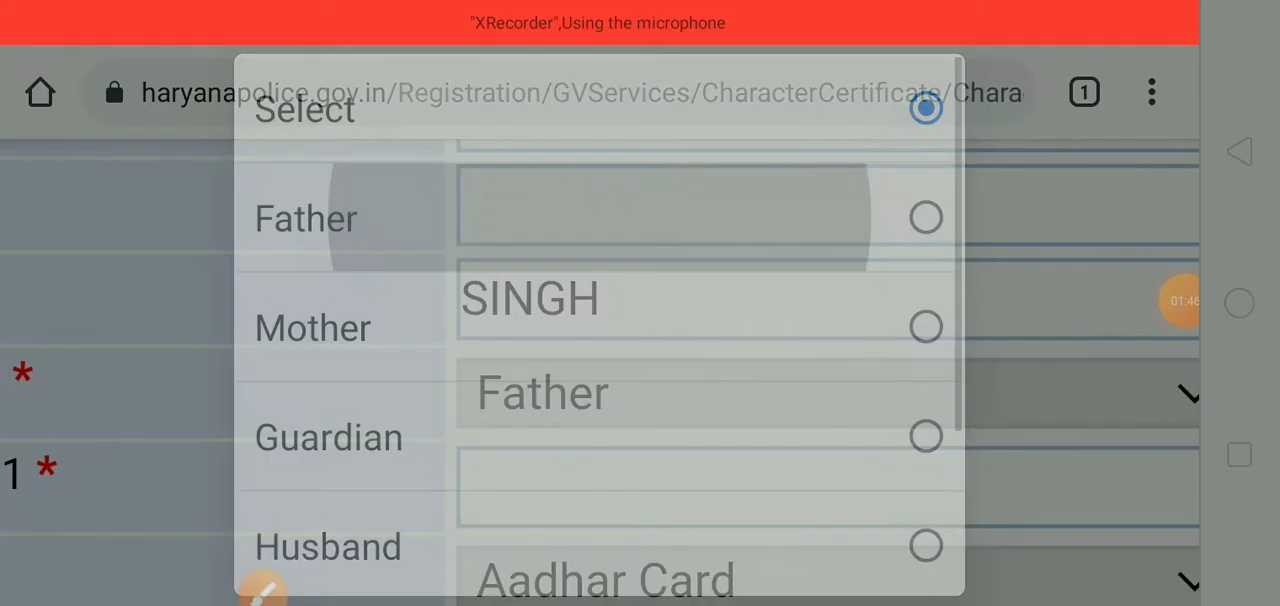 "XRecorder",Using the microphone
haryanapolice.gov.in/Registration/GVServices/CharacterCertificate/Chara
1
Select
Father
SINGH
01:46
Mother
*
Father
Guardian
1 *
Husband
Aadhar Card